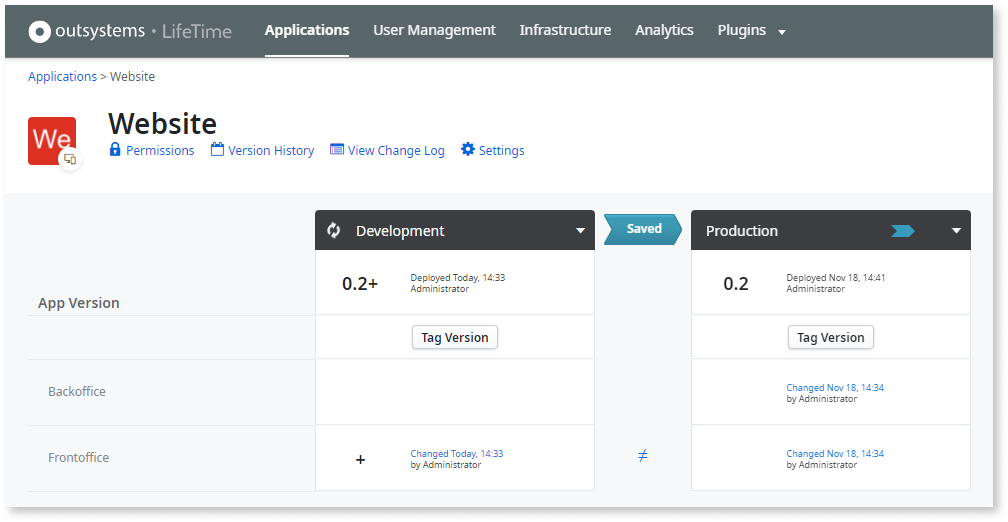 outsystems • LifeTime Applications User Management Infrastructure Analytics Plugins
Applications > Website
We
Website
Permissions Version History View Change Log Settings
Development Saved Production
App Version
0.2+
Deployed Today, 14:33
Administrator
0.2
Deployed Nov 18, 14:41
Administrator
Tag Version Tag Version
Backoffice
Changed Nov 18, 14:34
by Administrator
Frontoffice
+
Changed Today, 14:33
by Administrator
≠
Changed Nov 18, 14:34
by Administrator